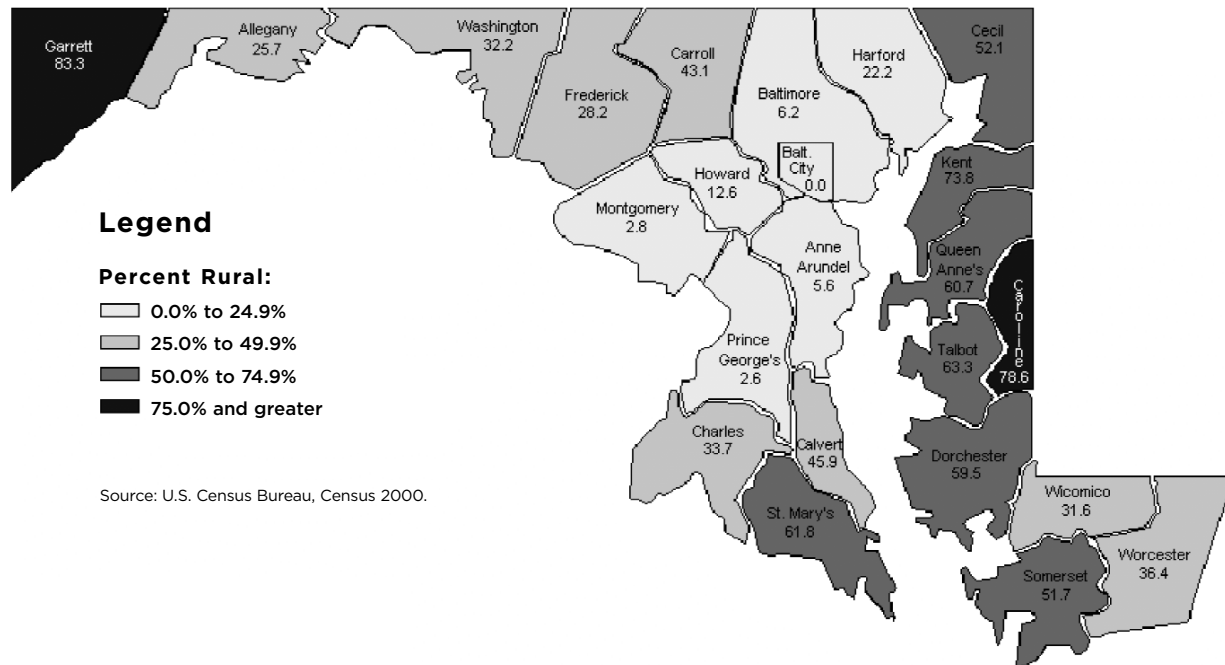 Garrett
83.3
Allegany
25.7
Washington
32.2
Frederick
28.2
Carroll
43.1
Baltimore
6.2
Harford
22.2
Cecil
52.1
Balt.
City
0.0
Howard
12.6
Montgomery
2.8
Anne
Arundel
5.6
Kent
73.8
Queen
Anne's
60.7
Caroline
78.6
Talbot
63.3
Prince
George's
2.6
Charles
33.7
Calvert
45.9
St. Mary's
61.8
Dorchester
59.5
Wicomico
31.6
Worcester
36.4
Somerset
51.7
Legend
Percent Rural:
0.0% to 24.9%
25.0% to 49.9%
50.0% to 74.9%
75.0% and greater
Source: U.S. Census Bureau, Census 2000.